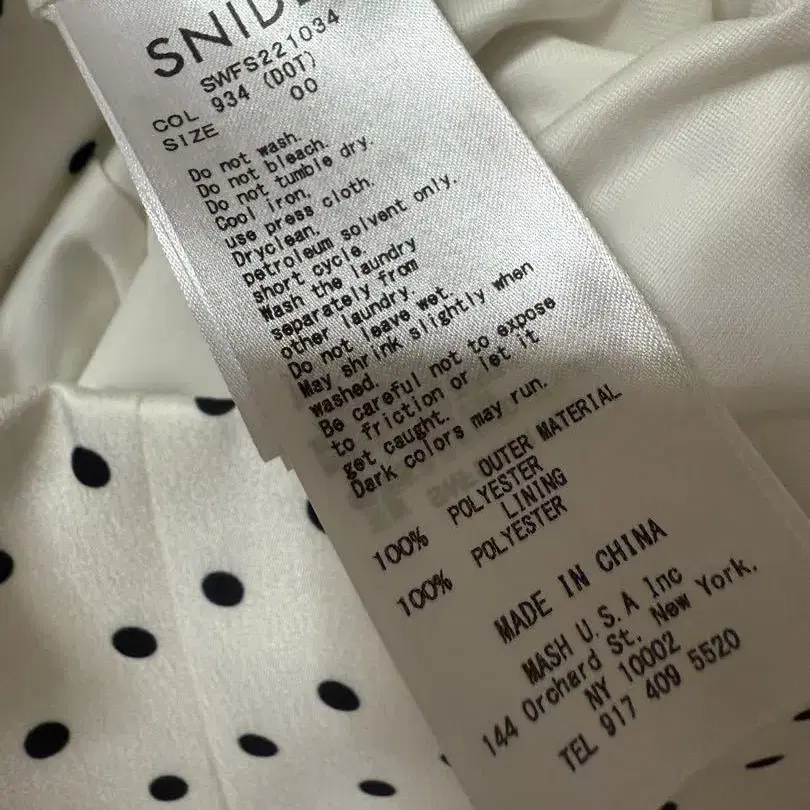 SNIDEL
SWFS221034
COL 934 (DOT)
SIZE 00
Do not wash.
Do not bleach.
Do not tumble dry.
Cool iron.
use press cloth.
Dryclean.
petroleum solvent only.
short cycle.
Wash the laundry
separately from
other laundry.
Do not leave wet.
May shrink slightly when
washed.
Be careful not to expose
to friction or let it
get caught.
Dark colors may run.
OUTER MATERIAL
100% POLYESTER
LINING
100% POLYESTER
MADE IN CHINA
MASH U.S.A Inc
144 Orchard St, New York,
NY 10002
TEL 917 409 5520